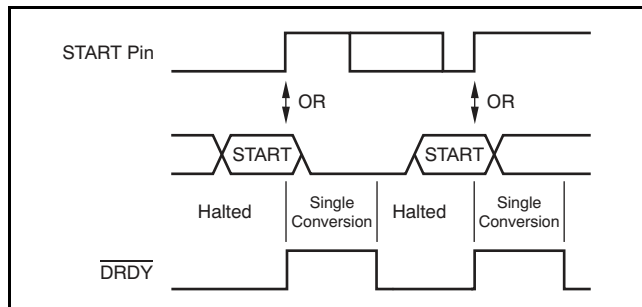 START Pin
OR
OR
START
START
Halted
Single
Conversion
Halted
Single
Conversion
DRDY